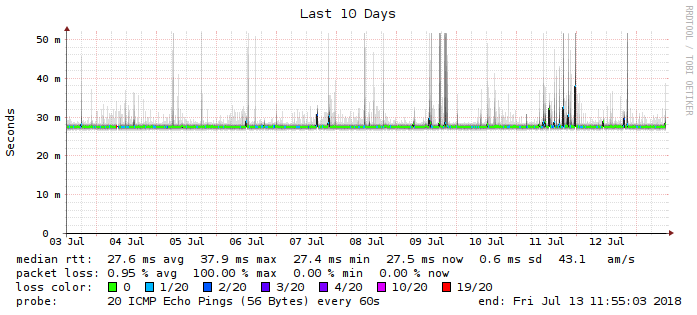 Last 10 Days
RRDTOOL / TOBI OETIKER
Seconds
50 m
40 m
30 m
20 m
10 m
0
03 Jul 04 Jul 05 Jul 06 Jul 07 Jul 08 Jul 09 Jul 10 Jul 11 Jul 12 Jul
median rtt: 27.6 ms avg 37.9 ms max 27.4 ms min 27.5 ms now 0.6 ms sd 43.1 am/s
packet loss: 0.95 % avg 100.00 % max 0.00 % min 0.00 % now
loss color: 0 1/20 2/20 3/20 4/20 10/20 19/20
probe: 20 ICMP Echo Pings (56 Bytes) every 60s end: Fri Jul 13 11:55:03 2018